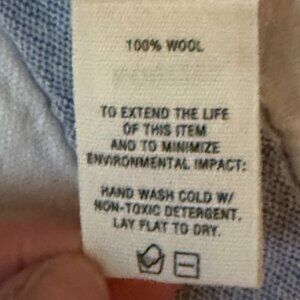 100% WOOL
TO EXTEND THE LIFE
OF THIS ITEM
AND TO MINIMIZE
ENVIRONMENTAL IMPACT:
HAND WASH COLD W/
NON-TOXIC DETERGENT.
LAY FLAT TO DRY.